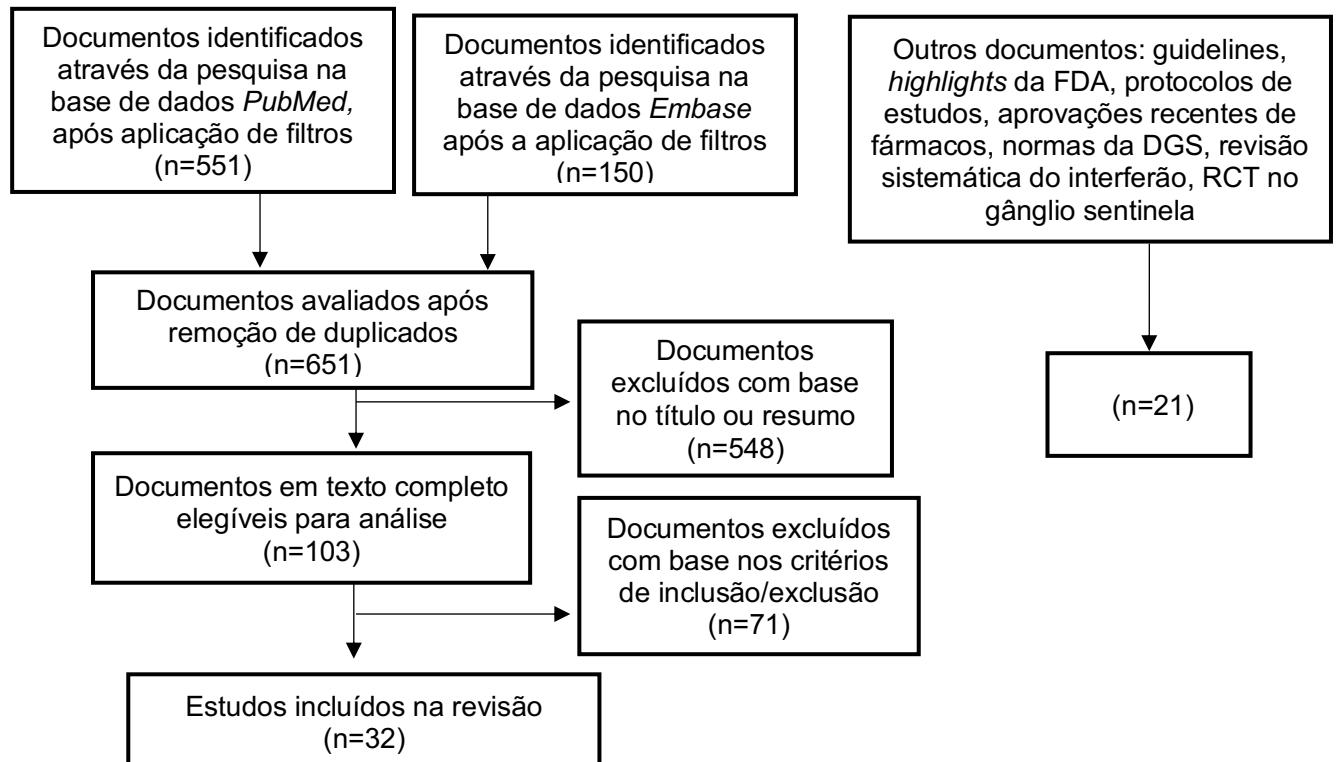 Documentos identificados
através da pesquisa na
base de dados PubMed,
após aplicação de filtros
(n=551)
Documentos identificados
através da pesquisa na
base de dados Embase
após a aplicação de filtros
(n=150)
Outros documentos: guidelines,
highlights da FDA, protocolos de
estudos, aprovações recentes de
fármacos, normas da DGS, revisão
sistemática do interferão, RCT no
gânglio sentinela
Documentos avaliados após
remoção de duplicados
(n=651)
Documentos
excluídos com base
no título ou resumo
(n=548)
(n=21)
Documentos em texto completo
elegíveis para análise
(n=103)
Documentos excluídos
com base nos critérios
de inclusão/exclusão
(n=71)
Estudos incluídos na revisão
(n=32)